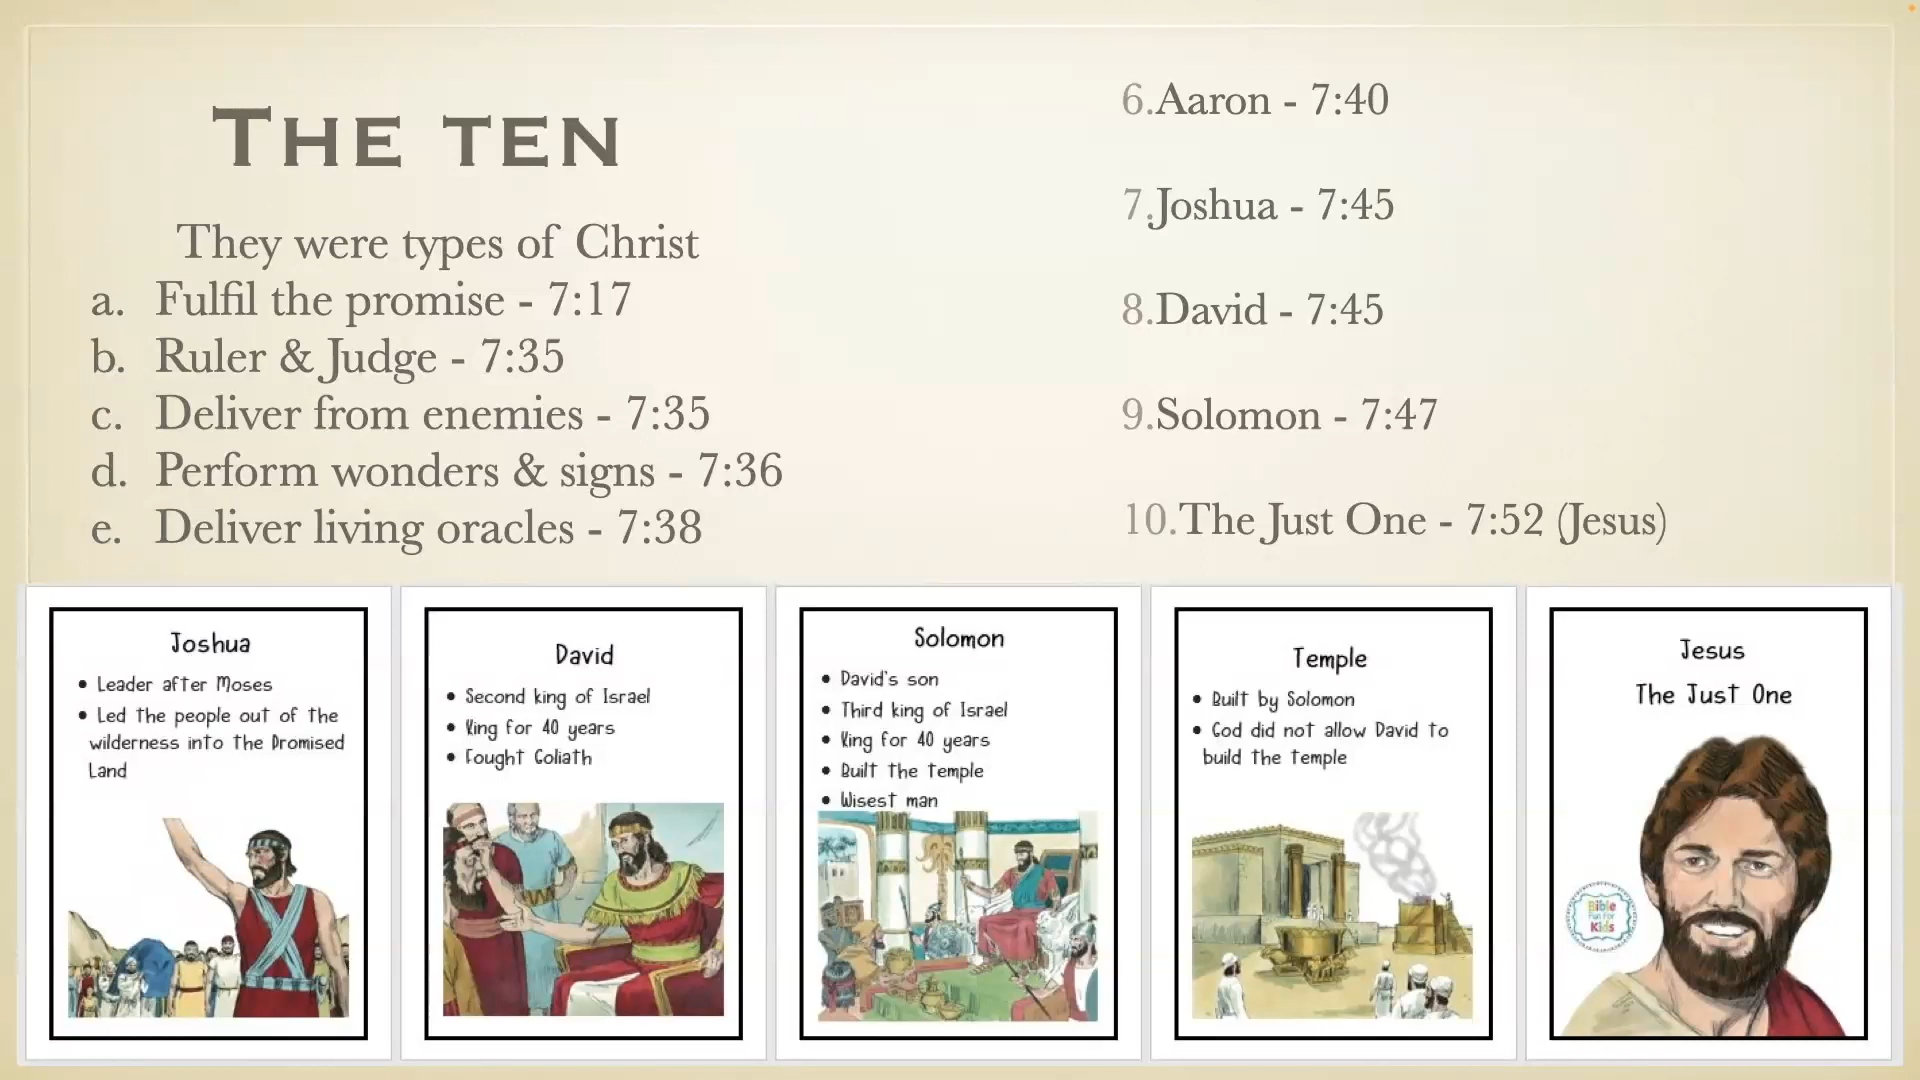 THE TEN
They were types of Christ
a. Fulfil the promise - 7:17
b. Ruler & Judge - 7:35
c. Deliver from enemies - 7:35
d. Perform wonders & signs - 7:36
e. Deliver living oracles - 7:38
6.Aaron - 7:40
7.Joshua - 7:45
8.David - 7:45
9.Solomon - 7:47
10.The Just One - 7:52 (Jesus)
Joshua
• Leader after Moses
• Led the people out of the
wilderness into the Promised
Land
David
• Second king of Israel
• King for 40 years
• Fought Goliath
Solomon
• David's son
• Third king of Israel
• King for 40 years
• Built the temple
• Wisest man
Temple
• Built by Solomon
• God did not allow David to
build the temple
Jesus
The Just One
Bible
Fun For
Kids